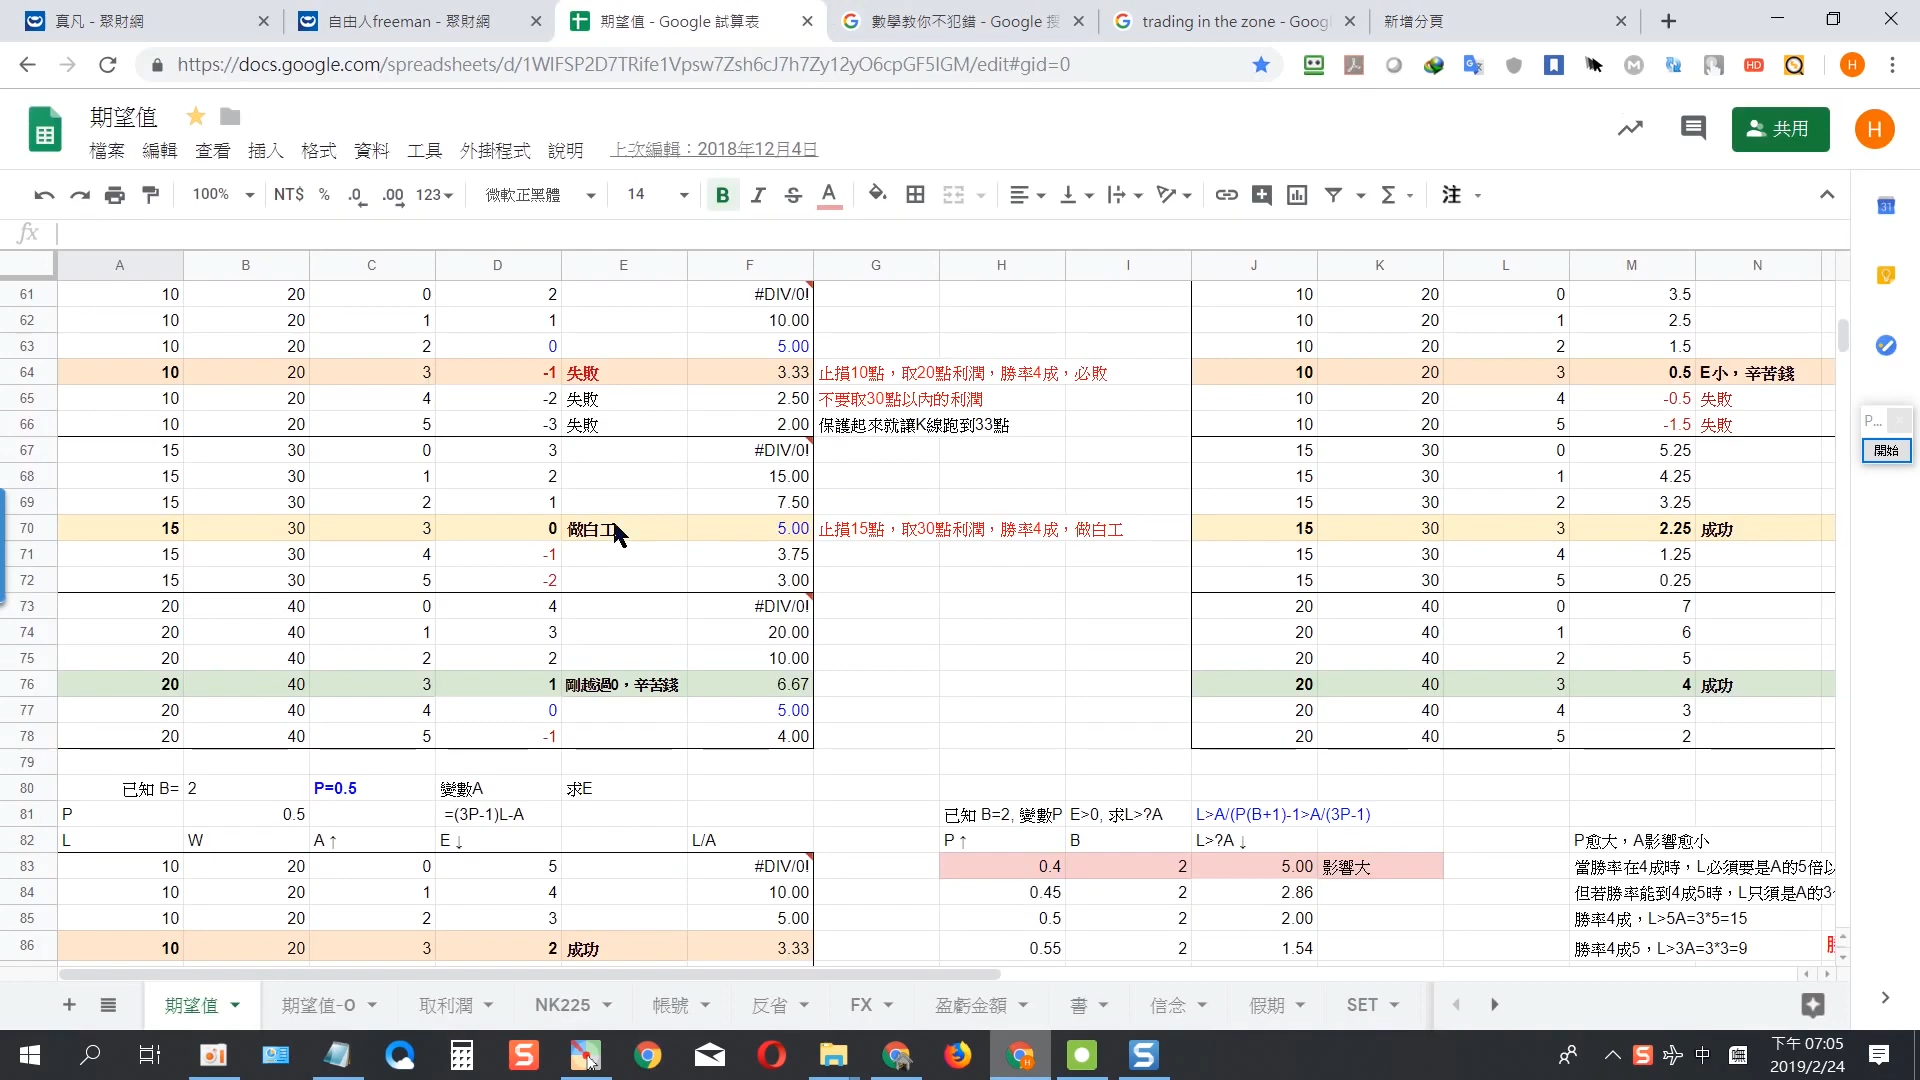 真凡 - 聚財網
自由人freeman - 聚財網
期望值 - Google 試算表
數學教你不犯錯 - Google 搜
trading in the zone - Googl
新增分頁
https://docs.google.com/spreadsheets/d/1WIFSP2D7TRife1Vpsw7Zsh6cJ7h7Zy12yO6cpGF5IGM/edit#gid=0
期望值
檔案 編輯 查看 插入 格式 資料 工具 外掛程式 說明 上次編輯：2018年12月4日
共用
H
100% NT$ % .0 .00 123 微軟正黑體 14 B I S A Σ 注
fx
A B C D E F G H I J K L M N
61 10 20 0 2 #DIV/0! 10 20 0 3.5
62 10 20 1 1 10.00 10 20 1 2.5
63 10 20 2 0 5.00 10 20 2 1.5
64 10 20 3 -1 失敗 3.33 止損10點，取20點利潤，勝率4成，必敗 10 20 3 0.5 E小，辛苦錢
65 10 20 4 -2 失敗 2.50 不要取30點以內的利潤 10 20 4 -0.5 失敗
66 10 20 5 -3 失敗 2.00 保護起來就讓K線跑到33點 10 20 5 -1.5 失敗
67 15 30 0 3 #DIV/0! 15 30 0 5.25
68 15 30 1 2 15.00 15 30 1 4.25
69 15 30 2 1 7.50 15 30 2 3.25
70 15 30 3 0 做白工 5.00 止損15點，取30點利潤，勝率4成，做白工 15 30 3 2.25 成功
71 15 30 4 -1 3.75 15 30 4 1.25
72 15 30 5 -2 3.00 15 30 5 0.25
73 20 40 0 4 #DIV/0! 20 40 0 7
74 20 40 1 3 20.00 20 40 1 6
75 20 40 2 2 10.00 20 40 2 5
76 20 40 3 1 剛越過0，辛苦錢 6.67 20 40 3 4 成功
77 20 40 4 0 5.00 20 40 4 3
78 20 40 5 -1 4.00 20 40 5 2
79
80 已知 B= 2 P=0.5 變數A 求E
81 P 0.5 =(3P-1)L-A 已知 B=2, 變數P E>0, 求L>?A L>A/(P(B+1)-1>A/(3P-1)
82 L W A↑ E↓ L/A P↑ B L>?A ↓ P愈大，A影響愈小
83 10 20 0 5 #DIV/0! 0.4 2 5.00 影響大 當勝率在4成時，L必須要是A的5倍以
84 10 20 1 4 10.00 0.45 2 2.86 但若勝率能到4成5時，L只須是A的3
85 10 20 2 3 5.00 0.5 2 2.00 勝率4成，L>5A=3*5=15
86 10 20 3 2 成功 3.33 0.55 2 1.54 勝率4成5，L>3A=3*3=9
期望值 期望值-O 取利潤 NK225 帳號 反省 FX 盈虧金額 書 信念 假期 SET
P...
開始
31
HD
中
下午 07:05
2019/2/24